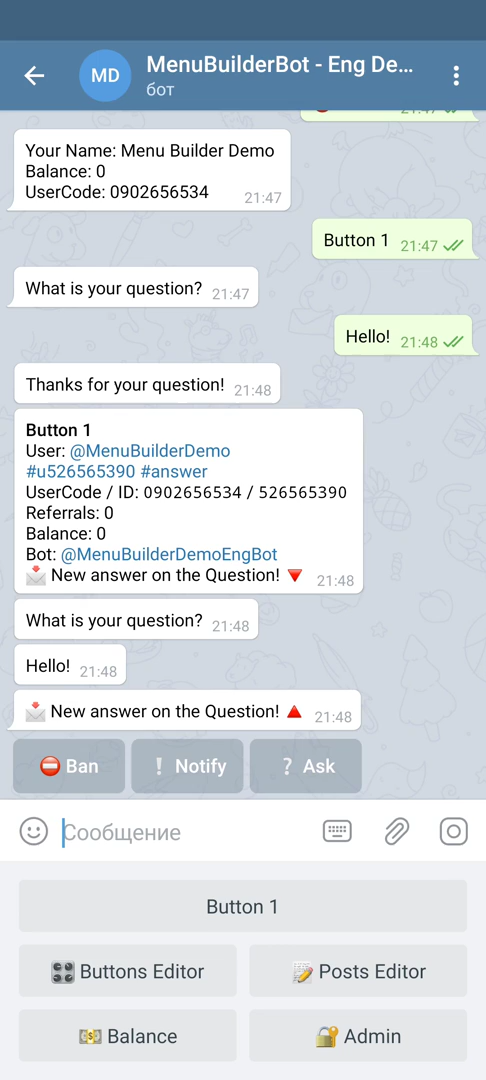 MD
MenuBuilderBot - Eng De...
бот
21:47
Your Name: Menu Builder Demo
Balance: 0
UserCode: 0902656534 21:47
Button 1 21:47
What is your question? 21:47
Hello! 21:48
Thanks for your question! 21:48
Button 1
User: @MenuBuilderDemo
#u526565390 #answer
UserCode / ID: 0902656534 / 526565390
Referrals: 0
Balance: 0
Bot: @MenuBuilderDemoEngBot
📩 New answer on the Question! 🔻 21:48
What is your question? 21:48
Hello! 21:48
📩 New answer on the Question! 🔺 21:48
⛔ Ban
❕ Notify
❔ Ask
Сообщение
Button 1
🎛 Buttons Editor
📝 Posts Editor
💵 Balance
🔐 Admin